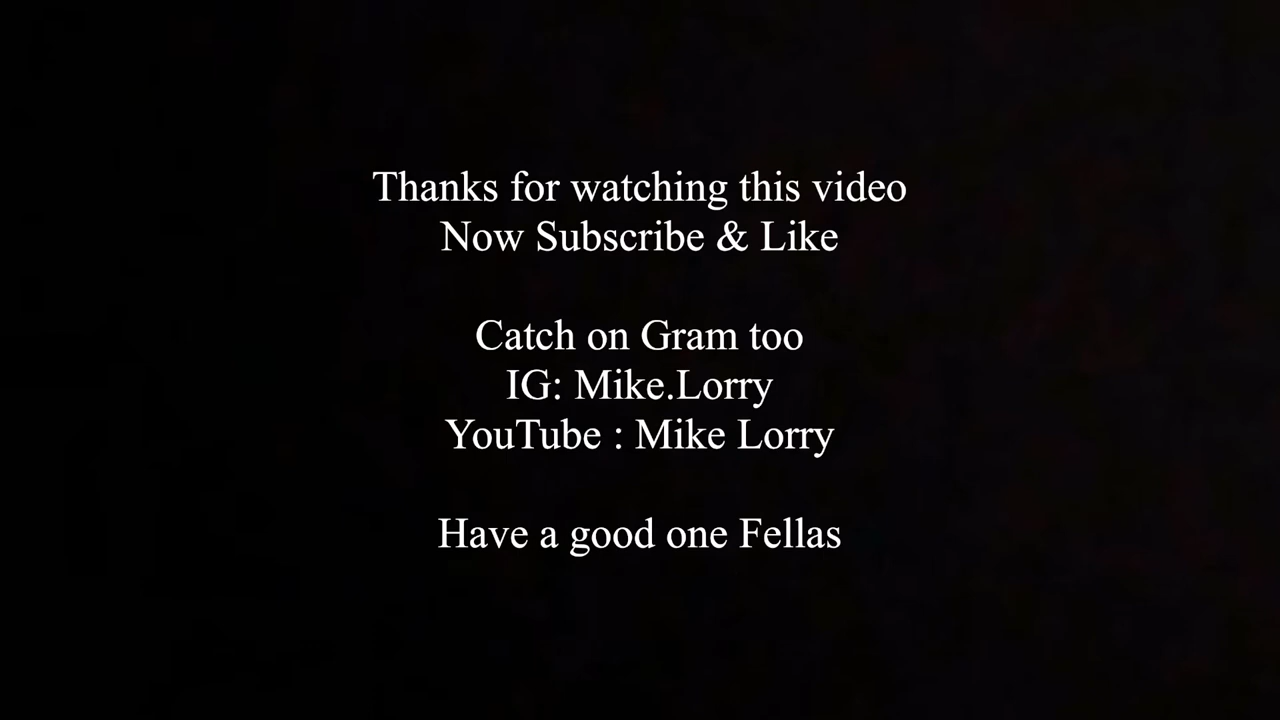 Thanks for watching this video
Now Subscribe & Like
Catch on Gram too
IG: Mike.Lorry
YouTube : Mike Lorry
Have a good one Fellas